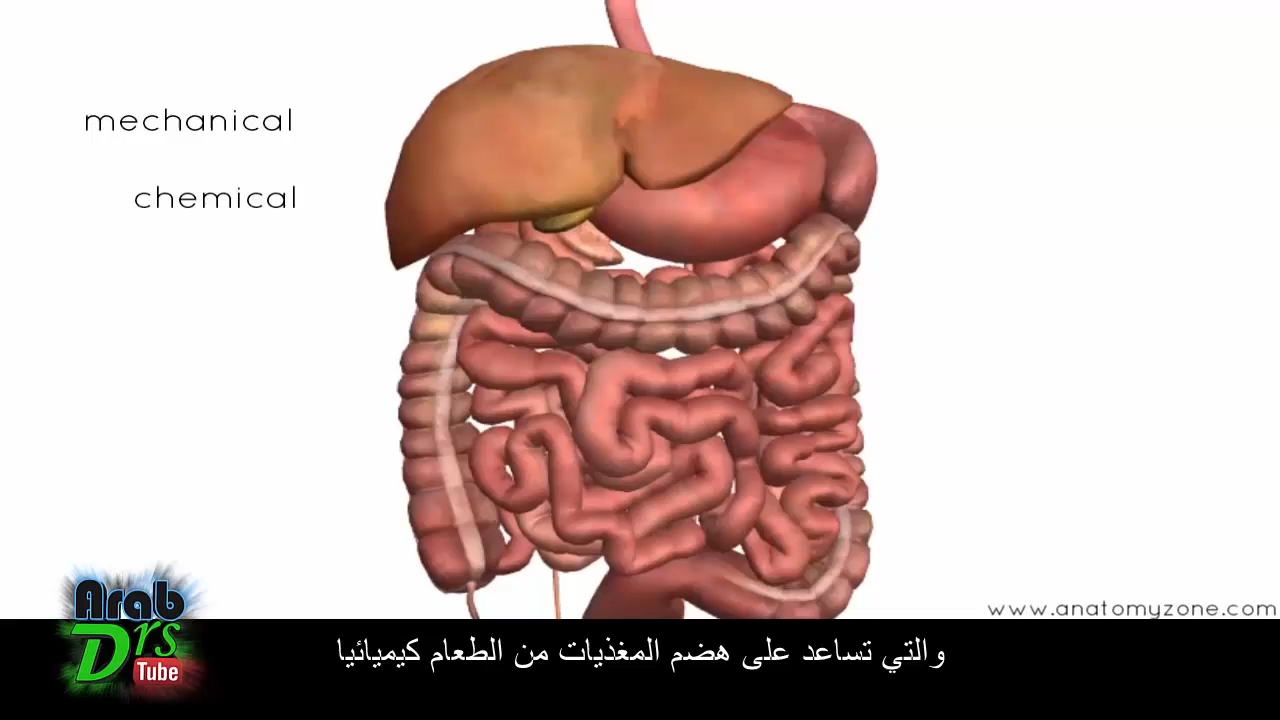 mechanical
chemical
www.anatomyzone.com
Arab
Drs
Tube
والتي تساعد على هضم المغذيات من الطعام كيميائيا